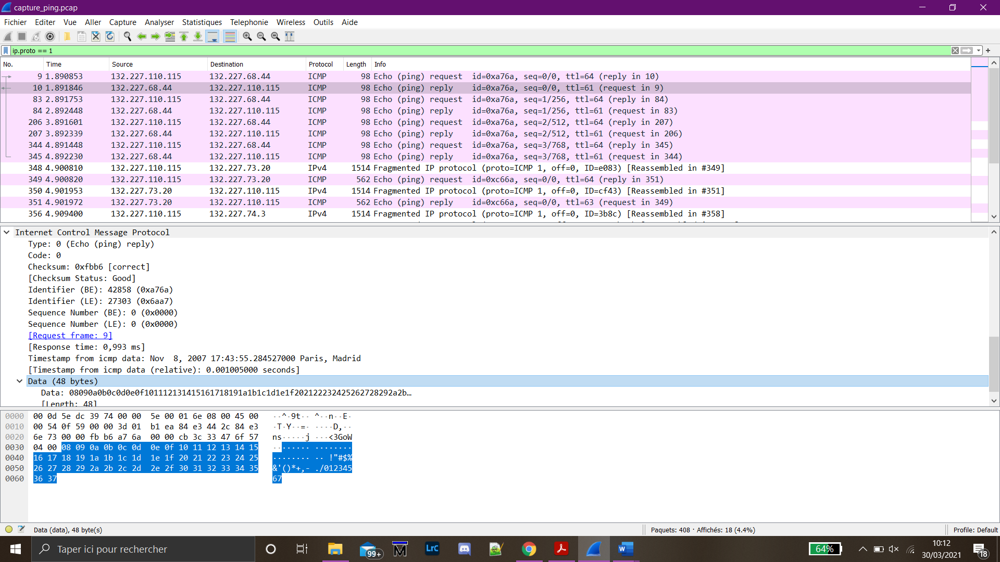 capture_ping.pcap
Fichier Editer Vue Aller Capture Analyser Statistiques Telephonie Wireless Outils Aide
ip.proto == 1
No. Time Source Destination Protocol Length Info
9 1.890853 132.227.110.115 132.227.68.44 ICMP 98 Echo (ping) request id=0xa76a, seq=0/0, ttl=64 (reply in 10)
10 1.891846 132.227.68.44 132.227.110.115 ICMP 98 Echo (ping) reply id=0xa76a, seq=0/0, ttl=61 (request in 9)
83 2.891753 132.227.110.115 132.227.68.44 ICMP 98 Echo (ping) request id=0xa76a, seq=1/256, ttl=64 (reply in 84)
84 2.892448 132.227.68.44 132.227.110.115 ICMP 98 Echo (ping) reply id=0xa76a, seq=1/256, ttl=61 (request in 83)
206 3.891601 132.227.110.115 132.227.68.44 ICMP 98 Echo (ping) request id=0xa76a, seq=2/512, ttl=64 (reply in 207)
207 3.892339 132.227.68.44 132.227.110.115 ICMP 98 Echo (ping) reply id=0xa76a, seq=2/512, ttl=61 (request in 206)
344 4.891448 132.227.110.115 132.227.68.44 ICMP 98 Echo (ping) request id=0xa76a, seq=3/768, ttl=64 (reply in 345)
345 4.892230 132.227.68.44 132.227.110.115 ICMP 98 Echo (ping) reply id=0xa76a, seq=3/768, ttl=61 (request in 344)
348 4.900810 132.227.110.115 132.227.73.20 IPv4 1514 Fragmented IP protocol (proto=ICMP 1, off=0, ID=e083) [Reassembled in #349]
349 4.900820 132.227.110.115 132.227.73.20 ICMP 562 Echo (ping) request id=0xc66a, seq=0/0, ttl=64 (reply in 351)
350 4.901953 132.227.73.20 132.227.110.115 IPv4 1514 Fragmented IP protocol (proto=ICMP 1, off=0, ID=cf43) [Reassembled in #351]
351 4.901972 132.227.73.20 132.227.110.115 ICMP 562 Echo (ping) reply id=0xc66a, seq=0/0, ttl=63 (request in 349)
356 4.909400 132.227.110.115 132.227.74.3 IPv4 1514 Fragmented IP protocol (proto=ICMP 1, off=0, ID=3b8c) [Reassembled in #358]
Internet Control Message Protocol
Type: 0 (Echo (ping) reply)
Code: 0
Checksum: 0xfbb6 [correct]
[Checksum Status: Good]
Identifier (BE): 42858 (0xa76a)
Identifier (LE): 27303 (0x6aa7)
Sequence Number (BE): 0 (0x0000)
Sequence Number (LE): 0 (0x0000)
[Request frame: 9]
[Response time: 0,993 ms]
Timestamp from icmp data: Nov 8, 2007 17:43:55.284527000 Paris, Madrid
[Timestamp from icmp data (relative): 0.001005000 seconds]
Data (48 bytes)
Data: 08090a0b0c0d0e0f101112131415161718191a1b1c1d1e1f202122232425262728292a2b…
[Length: 48]
0000 00 0d 5e dc 39 74 00 00 5e 00 01 6e 08 00 45 00 ··^·9t·· ^··n··E·
0010 00 54 0f 59 00 00 3d 01 b1 ea 84 e3 44 2c 84 e3 ·T·Y··=· ····D,··
0020 6e 73 00 00 fb b6 a7 6a 00 00 cb 3c 33 47 6f 57 ns·····j ···<3GoW
0030 04 00 08 09 0a 0b 0c 0d 0e 0f 10 11 12 13 14 15 ········ ········
0040 16 17 18 19 1a 1b 1c 1d 1e 1f 20 21 22 23 24 25 ········ ·· !"#$%
0050 26 27 28 29 2a 2b 2c 2d 2e 2f 30 31 32 33 34 35 &'()*+,- ./012345
0060 36 37 67
Data (data), 48 byte(s) Paquets: 408 · Affichés: 18 (4.4%) Profile: Default
Taper ici pour rechercher 99+ LrC 64% 10:12
30/03/2021 18